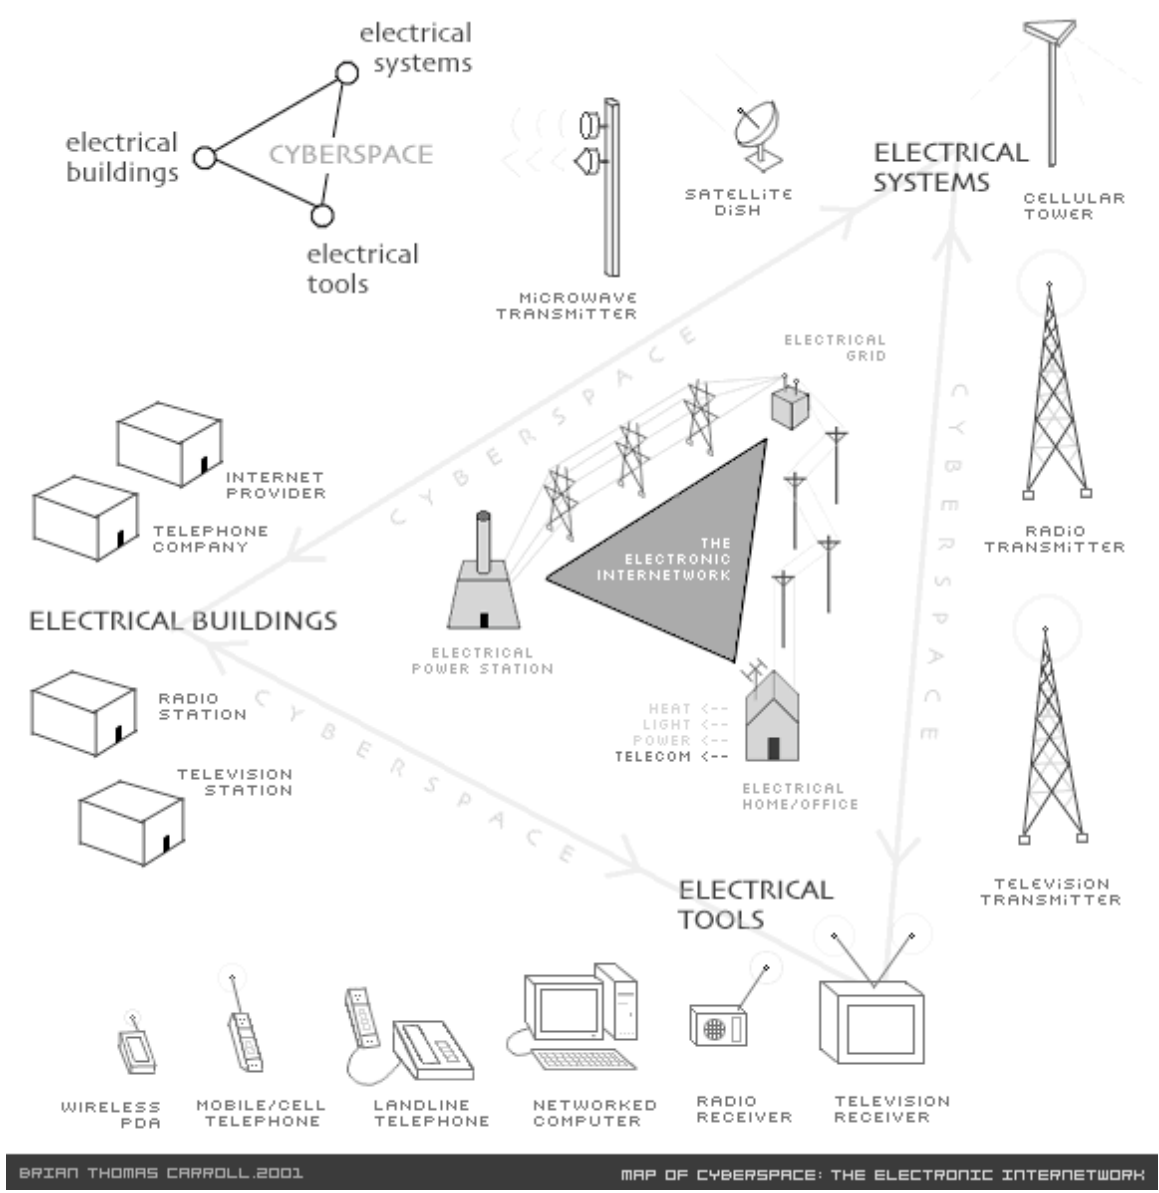 electrical
systems
electrical
buildings
CYBERSPACE
electrical
tools
MICROWAVE
TRANSMITTER
SATELLITE
DISH
ELECTRICAL
SYSTEMS
CELLULAR
TOWER
ELECTRICAL
GRID
CYBERSPACE
CYBERSPACE
RADIO
TRANSMITTER
INTERNET
PROVIDER
TELEPHONE
COMPANY
THE
ELECTRONIC
INTERNETWORK
ELECTRICAL BUILDINGS
ELECTRICAL
POWER STATION
RADIO
STATION
TELEVISION
STATION
CYBERSPACE
HEAT <--
LIGHT <--
POWER <--
TELECOM <--
ELECTRICAL
HOME/OFFICE
TELEVISION
TRANSMITTER
ELECTRICAL
TOOLS
WIRELESS
PDA
MOBILE/CELL
TELEPHONE
LANDLINE
TELEPHONE
NETWORKED
COMPUTER
RADIO
RECEIVER
TELEVISION
RECEIVER
BRIAN THOMAS CARROLL.2001
MAP OF CYBERSPACE: THE ELECTRONIC INTERNETWORK